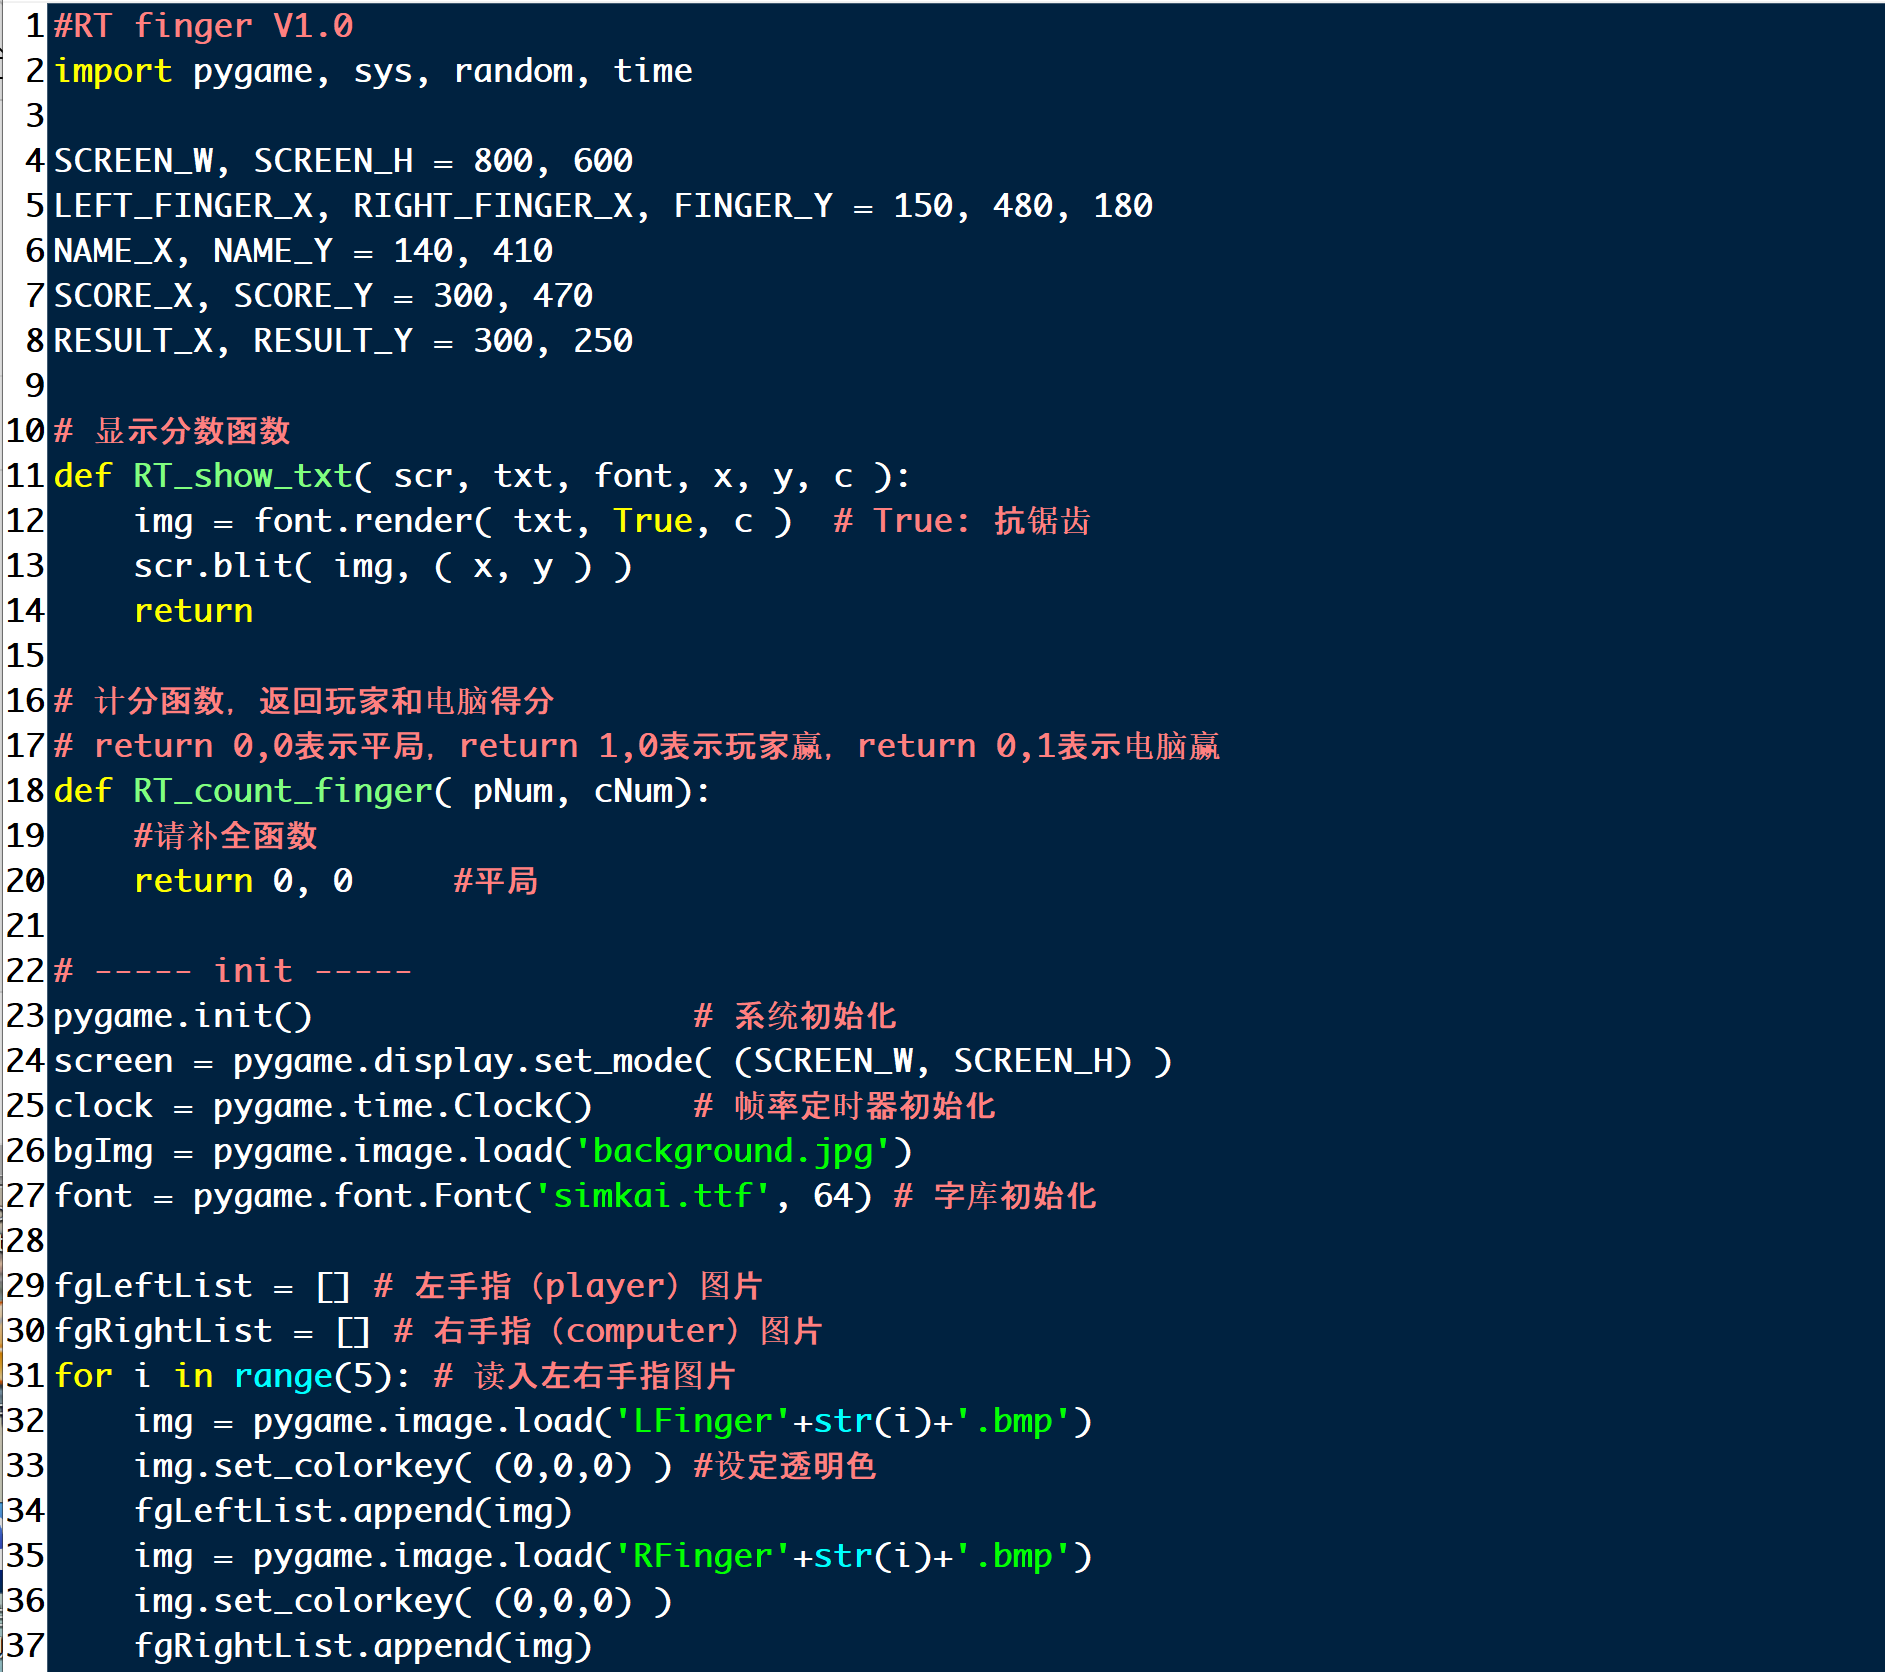 1 #RT finger V1.0
2 import pygame, sys, random, time
3
4 SCREEN_W, SCREEN_H = 800, 600
5 LEFT_FINGER_X, RIGHT_FINGER_X, FINGER_Y = 150, 480, 180
6 NAME_X, NAME_Y = 140, 410
7 SCORE_X, SCORE_Y = 300, 470
8 RESULT_X, RESULT_Y = 300, 250
9
10 # 显示分数函数
11 def RT_show_txt( scr, txt, font, x, y, c ):
12     img = font.render( txt, True, c )  # True: 抗锯齿
13     scr.blit( img, ( x, y ) )
14     return
15
16 # 计分函数，返回玩家和电脑得分
17 # return 0,0表示平局，return 1,0表示玩家赢，return 0,1表示电脑赢
18 def RT_count_finger( pNum, cNum):
19     #请补全函数
20     return 0, 0     #平局
21
22 # ----- init -----
23 pygame.init()                   # 系统初始化
24 screen = pygame.display.set_mode( (SCREEN_W, SCREEN_H) )
25 clock = pygame.time.Clock()     # 帧率定时器初始化
26 bgImg = pygame.image.load('background.jpg')
27 font = pygame.font.Font('simkai.ttf', 64) # 字库初始化
28
29 fgLeftList = [] # 左手指（player）图片
30 fgRightList = [] # 右手指（computer）图片
31 for i in range(5): # 读入左右手指图片
32     img = pygame.image.load('LFinger'+str(i)+'.bmp')
33     img.set_colorkey( (0,0,0) ) #设定透明色
34     fgLeftList.append(img)
35     img = pygame.image.load('RFinger'+str(i)+'.bmp')
36     img.set_colorkey( (0,0,0) )
37     fgRightList.append(img)